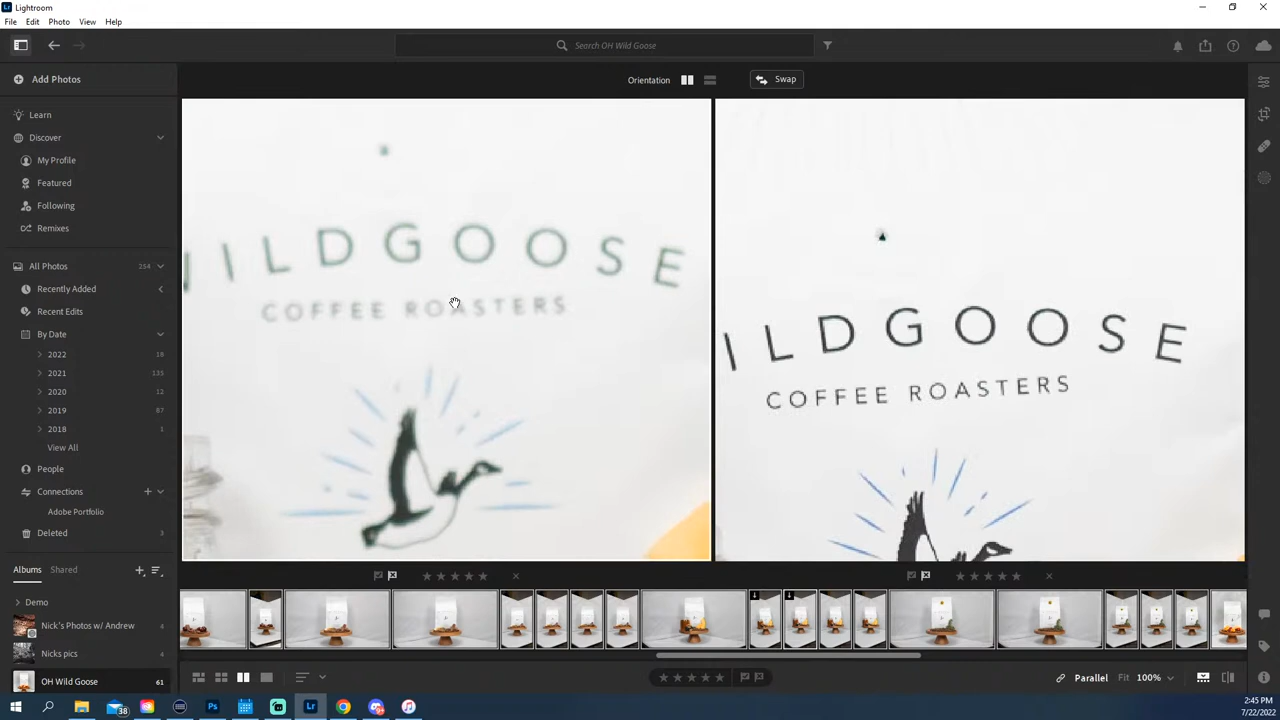 Lightroom
File Edit Photo View Help
Search OH Wild Goose
Add Photos
Orientation
Swap
Learn
Discover
My Profile
Featured
Following
Remixes
All Photos 254
Recently Added
Recent Edits
By Date
2022 18
2021 135
2020 12
2019 87
2018 1
View All
People
Connections
Adobe Portfolio
Deleted 3
Albums Shared
Demo
Nick's Photos w/ Andrew 4
Nicks pics 4
OH Wild Goose 61
ILDGOOSE
COFFEE ROASTERS
ILDGOOSE
COFFEE ROASTERS
Parallel Fit 100%
38
Ps
Lr
2:45 PM
7/22/2022